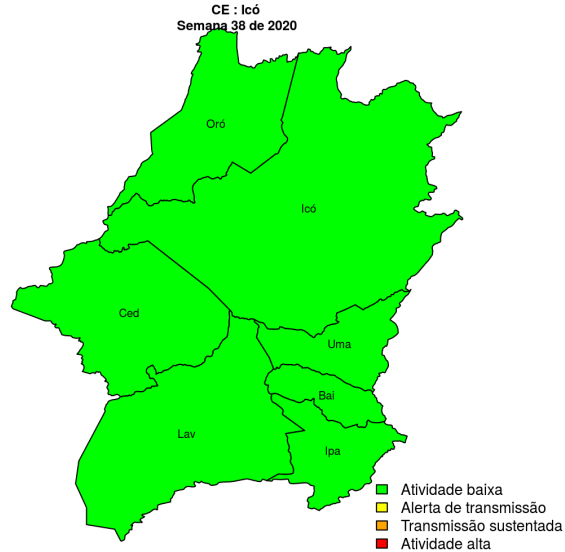 CE : Icó
Semana 38 de 2020
Oró
Icó
Ced
Uma
Bai
Lav
Ipa
Atividade baixa
Alerta de transmissão
Transmissão sustentada
Atividade alta